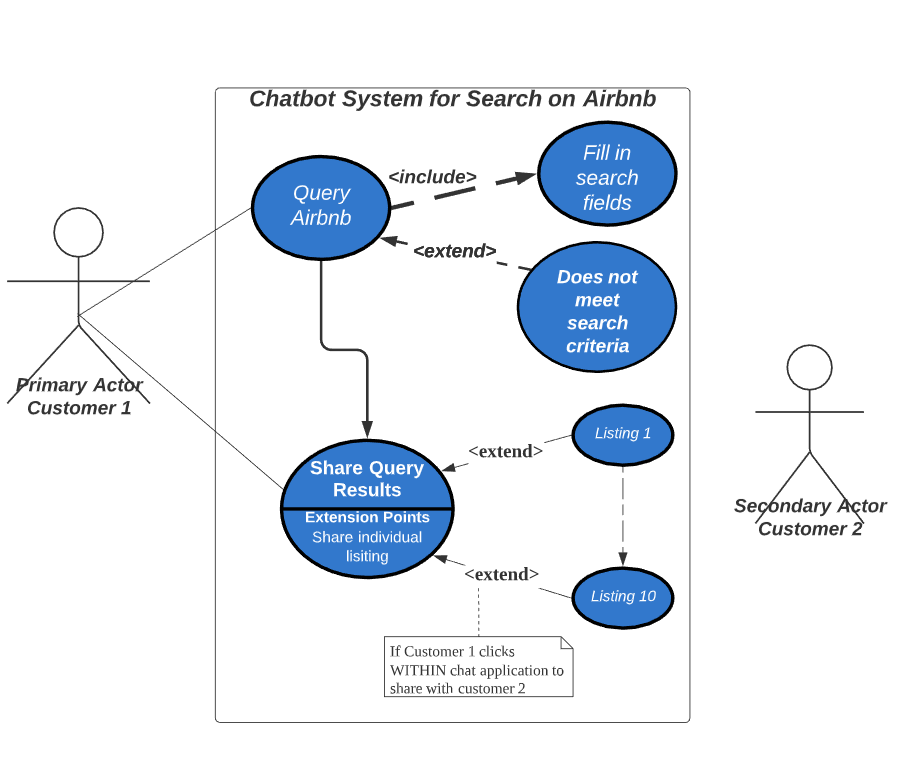 Chatbot System for Search on Airbnb
Query
Airbnb
<include>
Fill in
search
fields
<extend>
Does not
meet
search
criteria
Primary Actor
Customer 1
Share Query
Results
Extension Points
Share individual
lisiting
<extend>
Listing 1
<extend>
Listing 10
If Customer 1 clicks
WITHIN chat application to
share with customer 2
Secondary Actor
Customer 2